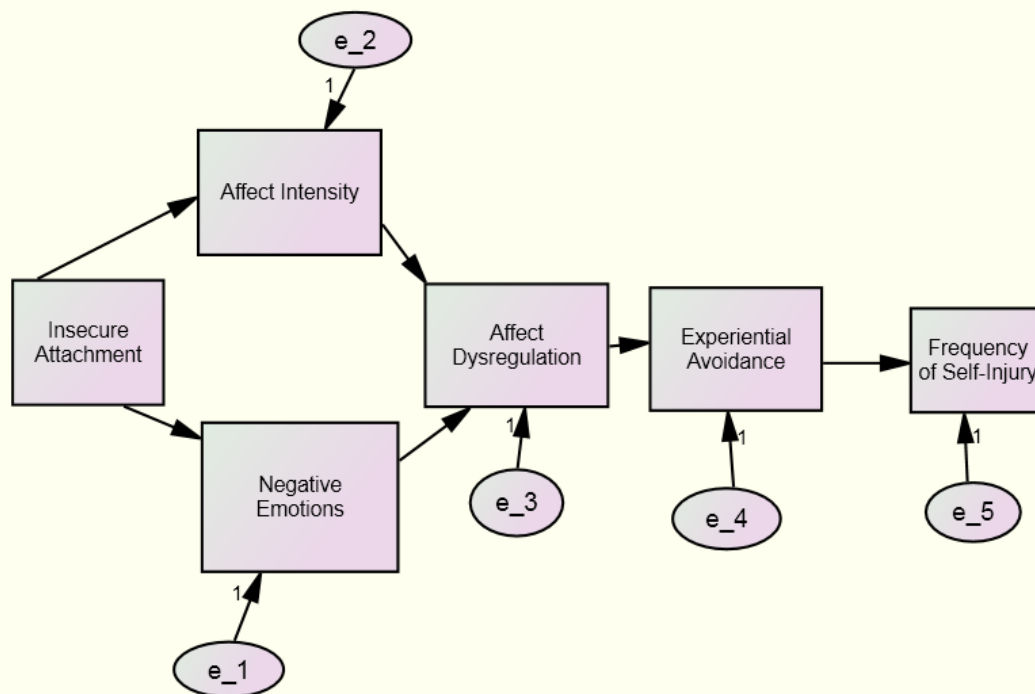 e_2
1
Affect Intensity
Insecure
Attachment
Affect
Dysregulation
Experiential
Avoidance
Frequency
of Self-Injury
Negative
Emotions
1
e_3
1
e_4
1
e_5
1
e_1